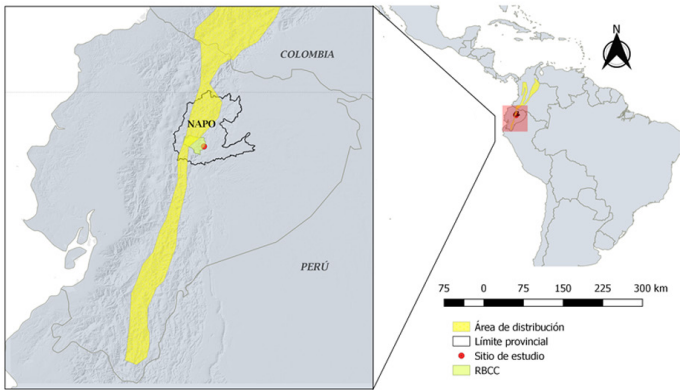 COLOMBIA
NAPO
PERÚ
N
75 0 75 150 225 300 km
Área de distribución
Límite provincial
Sitio de estudio
RBCC